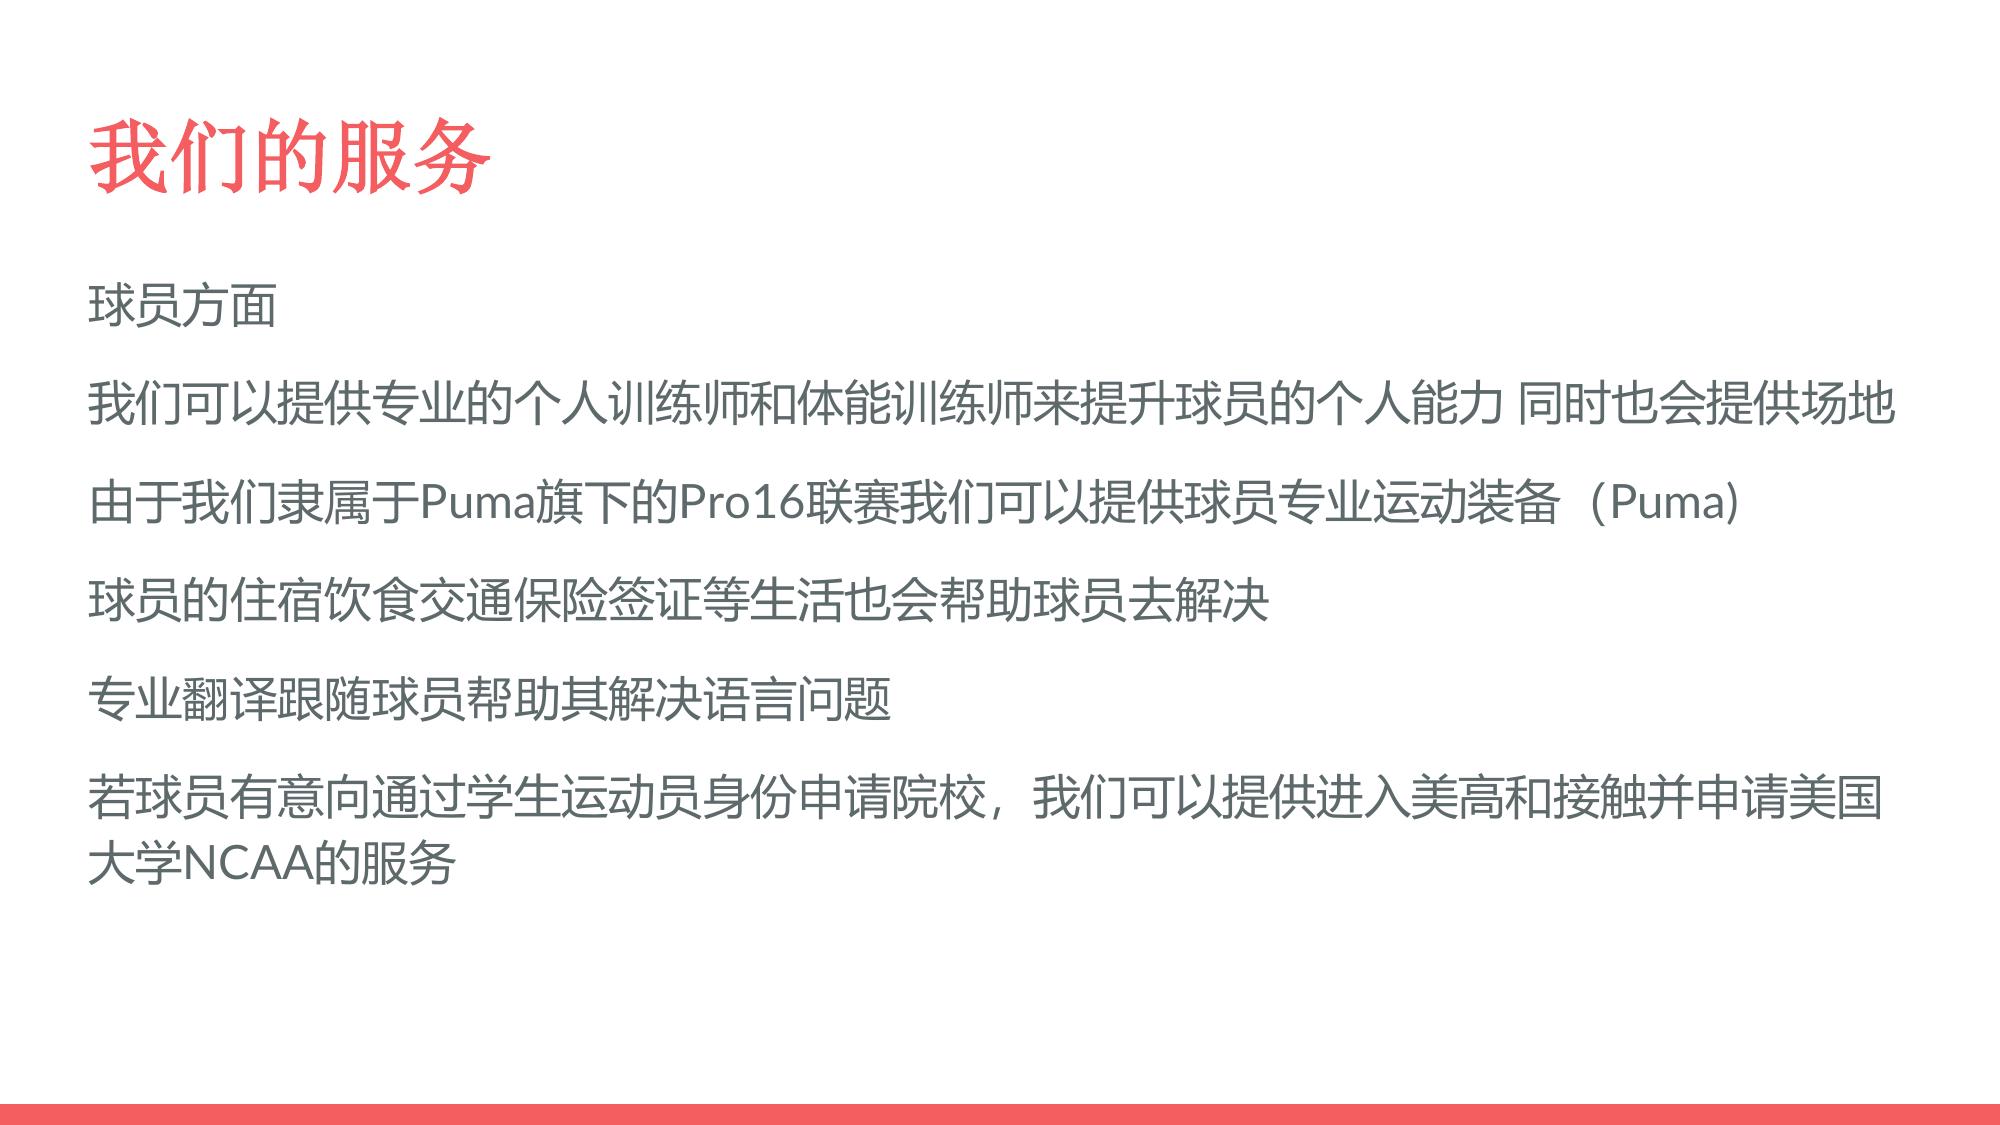 我们的服务
球员方面
我们可以提供专业的个人训练师和体能训练师来提升球员的个人能力 同时也会提供场地
由于我们隶属于Puma旗下的Pro16联赛我们可以提供球员专业运动装备（Puma)
球员的住宿饮食交通保险签证等生活也会帮助球员去解决
专业翻译跟随球员帮助其解决语言问题
若球员有意向通过学生运动员身份申请院校，我们可以提供进入美高和接触并申请美国
大学NCAA的服务